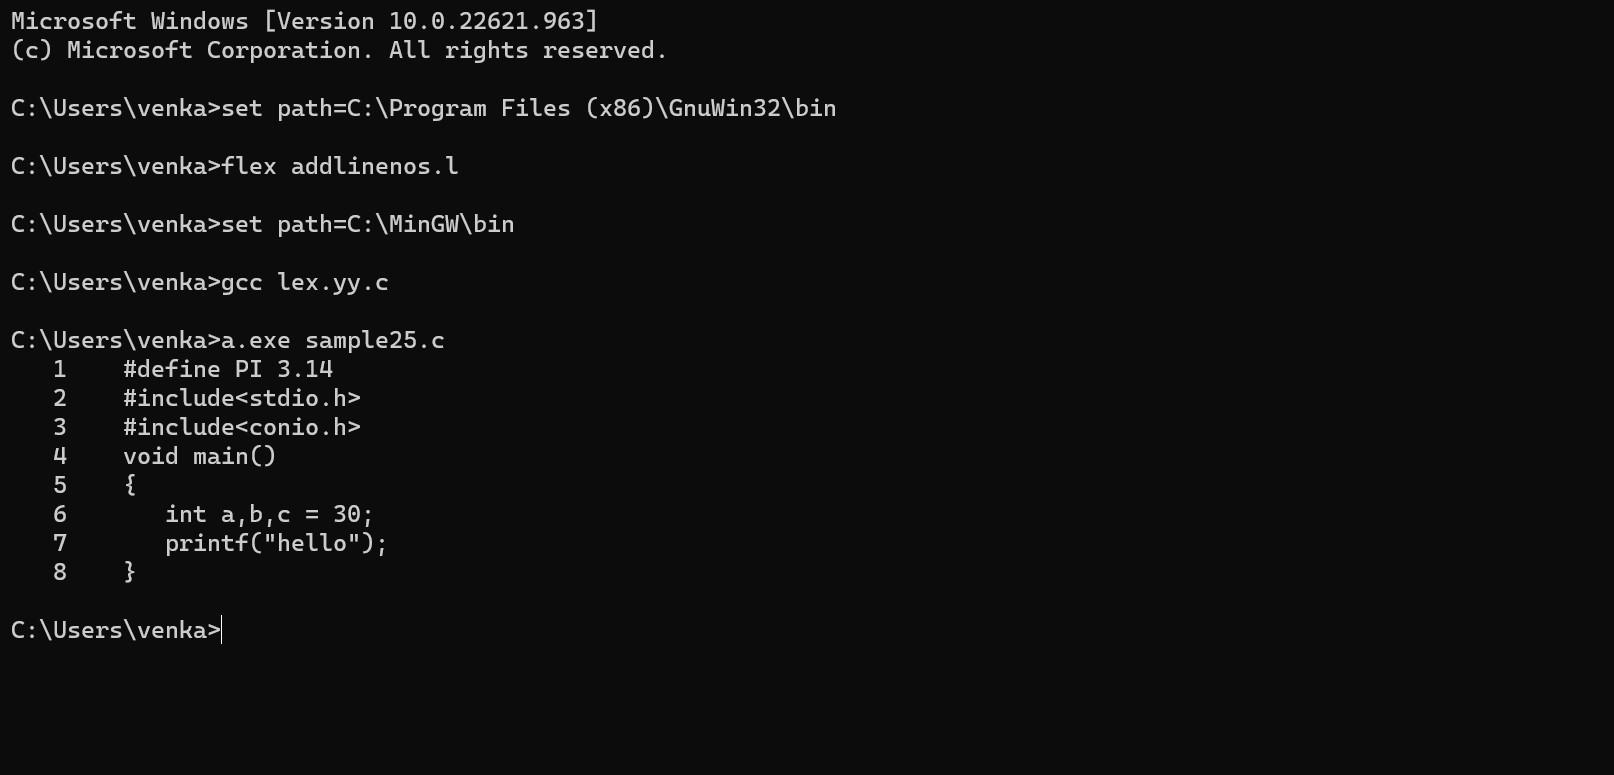 Microsoft Windows [Version 10.0.22621.963]
(c) Microsoft Corporation. All rights reserved.
C:\Users\venka>set path=C:\Program Files (x86)\GnuWin32\bin
C:\Users\venka>flex addlinenos.l
C:\Users\venka>set path=C:\MinGW\bin
C:\Users\venka>gcc lex.yy.c
C:\Users\venka>a.exe sample25.c
   1    #define PI 3.14
   2    #include<stdio.h>
   3    #include<conio.h>
   4    void main()
   5    {
   6       int a,b,c = 30;
   7       printf("hello");
   8    }
C:\Users\venka>